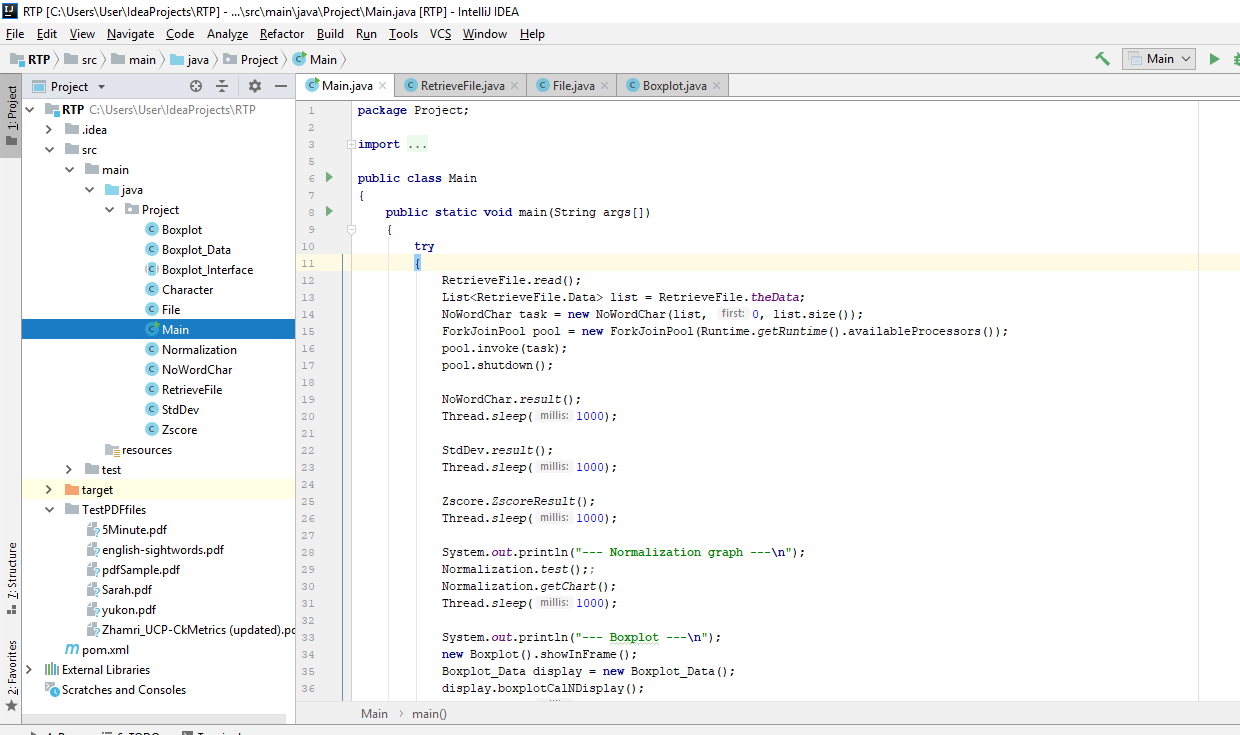 RTP [C:\Users\User\IdeaProjects\RTP] - ...\src\main\java\Project\Main.java [RTP] - IntelliJ IDEA
File Edit View Navigate Code Analyze Refactor Build Run Tools VCS Window Help
RTP src main java Project Main
Main
1: Project
7: Structure
2: Favorites
Project
RTP C:\Users\User\IdeaProjects\RTP
.idea
src
main
java
Project
Boxplot
Boxplot_Data
Boxplot_Interface
Character
File
Main
Normalization
NoWordChar
RetrieveFile
StdDev
Zscore
resources
test
target
TestPDFfiles
5Minute.pdf
english-sightwords.pdf
pdfSample.pdf
Sarah.pdf
yukon.pdf
Zhamri_UCP-CkMetrics (updated).pd
pom.xml
External Libraries
Scratches and Consoles
Main.java RetrieveFile.java File.java Boxplot.java
1 package Project;
2
3 import ...
5
6 public class Main
7 {
8 public static void main(String args[])
9 {
10 try
11 {
12 RetrieveFile.read();
13 List<RetrieveFile.Data> list = RetrieveFile.theData;
14 NoWordChar task = new NoWordChar(list, first: 0, list.size());
15 ForkJoinPool pool = new ForkJoinPool(Runtime.getRuntime().availableProcessors());
16 pool.invoke(task);
17 pool.shutdown();
18
19 NoWordChar.result();
20 Thread.sleep( millis: 1000);
21
22 StdDev.result();
23 Thread.sleep( millis: 1000);
24
25 Zscore.ZscoreResult();
26 Thread.sleep( millis: 1000);
27
28 System.out.println("--- Normalization graph ---\n");
29 Normalization.test();;
30 Normalization.getChart();
31 Thread.sleep( millis: 1000);
32
33 System.out.println("--- Boxplot ---\n");
34 new Boxplot().showInFrame();
35 Boxplot_Data display = new Boxplot_Data();
36 display.boxplotCalNDisplay();
Main main()